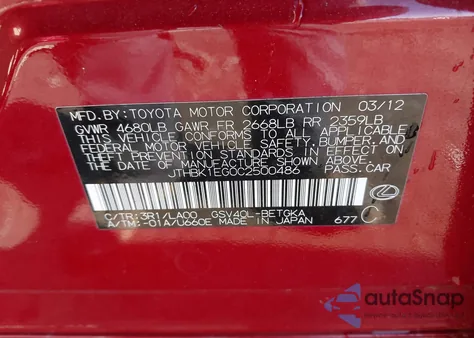 MFD.BY:TOYOTA MOTOR CORPORATION 03/12
GVWR 4680LB GAWR FR 2668LB RR 2359LB
THIS VEHICLE CONFORMS TO ALL APPLICABLE
FEDERAL MOTOR VEHICLE SAFETY, BUMPER, AND
THEFT PREVENTION STANDARDS IN EFFECT ON
THE DATE OF MANUFACTURE SHOWN ABOVE.
JTHBK1EG0C2500486 PASS.CAR
C/TR:3R1/LA00 GSV40L-BETGKA
A/TM:-01A/U660E MADE IN JAPAN 677 C
autoSnap